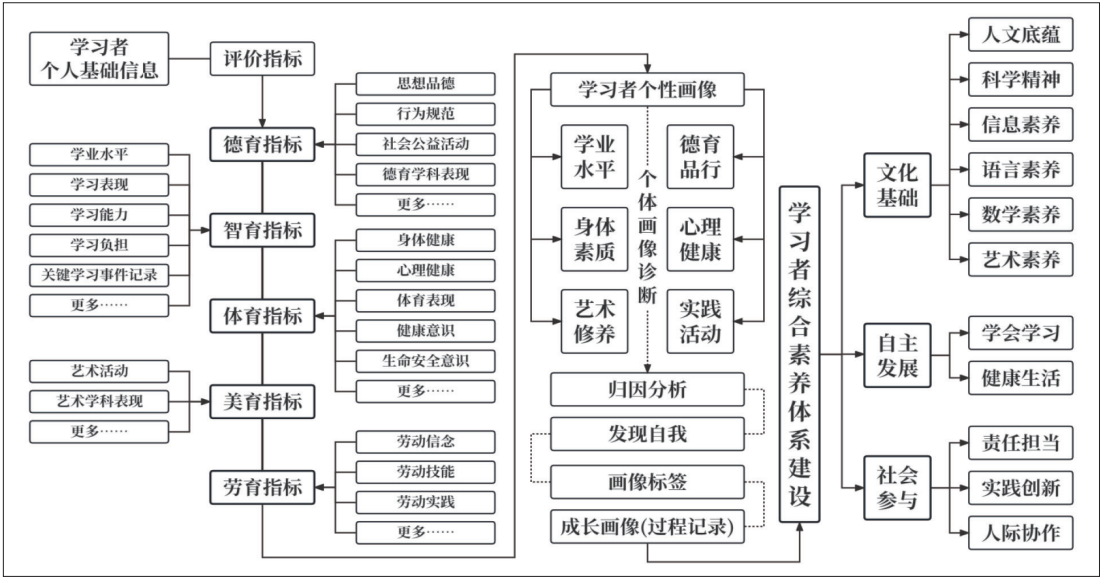 学习者
个人基础信息
评价指标
德育指标
思想品德
行为规范
社会公益活动
德育学科表现
更多……
学业水平
学习表现
学习能力
学习负担
关键学习事件记录
更多……
智育指标
身体健康
心理健康
体育表现
健康意识
生命安全意识
更多……
体育指标
艺术活动
艺术学科表现
更多……
美育指标
劳动信念
劳动技能
劳动实践
更多……
劳育指标
学习者个性画像
学业
水平
德育
品行
身体
素质
心理
健康
艺术
修养
实践
活动
个体画像诊断
归因分析
发现自我
画像标签
成长画像(过程记录)
学习者综合素养体系建设
文化
基础
人文底蕴
科学精神
信息素养
语言素养
数学素养
艺术素养
自主
发展
学会学习
健康生活
社会
参与
责任担当
实践创新
人际协作